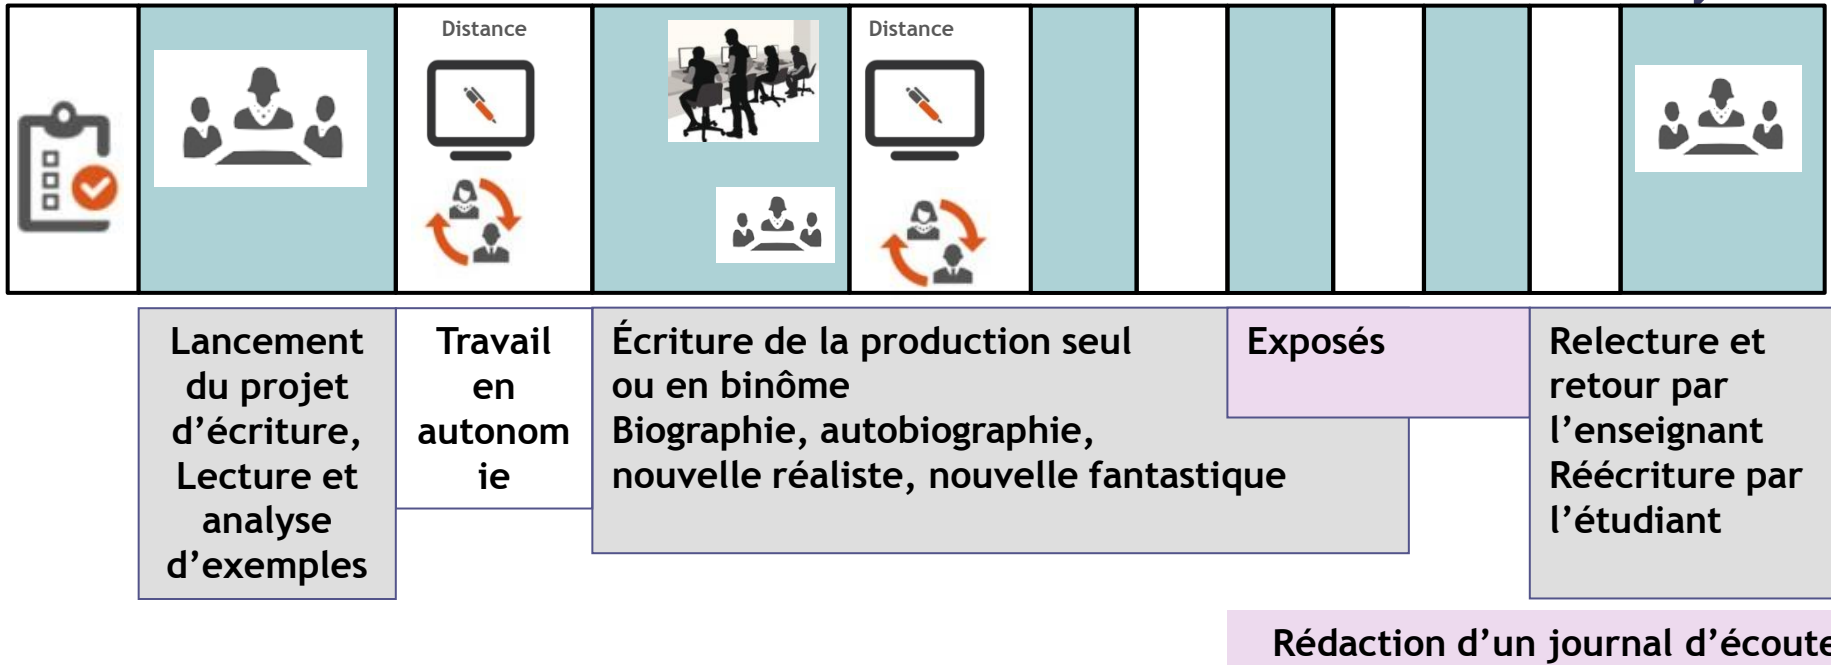 Distance
Distance
Lancement
du projet
d’écriture,
Lecture et
analyse
d’exemples
Travail
en
autonom
ie
Écriture de la production seul
ou en binôme
Biographie, autobiographie,
nouvelle réaliste, nouvelle fantastique
Exposés
Relecture et
retour par
l’enseignant
Réécriture par
l’étudiant
Rédaction d’un journal d’écoute